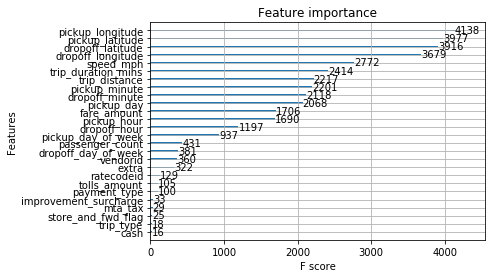 Feature importance
Features
pickup_longitude 4138
pickup_latitude 3977
dropoff_latitude 3916
dropoff_longitude 3679
speed_mph 2772
trip_duration_mins 2414
trip_distance 2217
pickup_minute 2201
dropoff_minute 2118
pickup_day 2068
fare_amount 1706
pickup_hour 1690
dropoff_hour 1197
pickup_day_of_week 937
passenger_count 431
dropoff_day_of_week 381
vendorid 360
extra 322
ratecodeid 129
tolls_amount 105
payment_type 100
improvement_surcharge 33
mta_tax 29
store_and_fwd_flag 25
trip_type 18
cash 16
0 1000 2000 3000 4000
F score